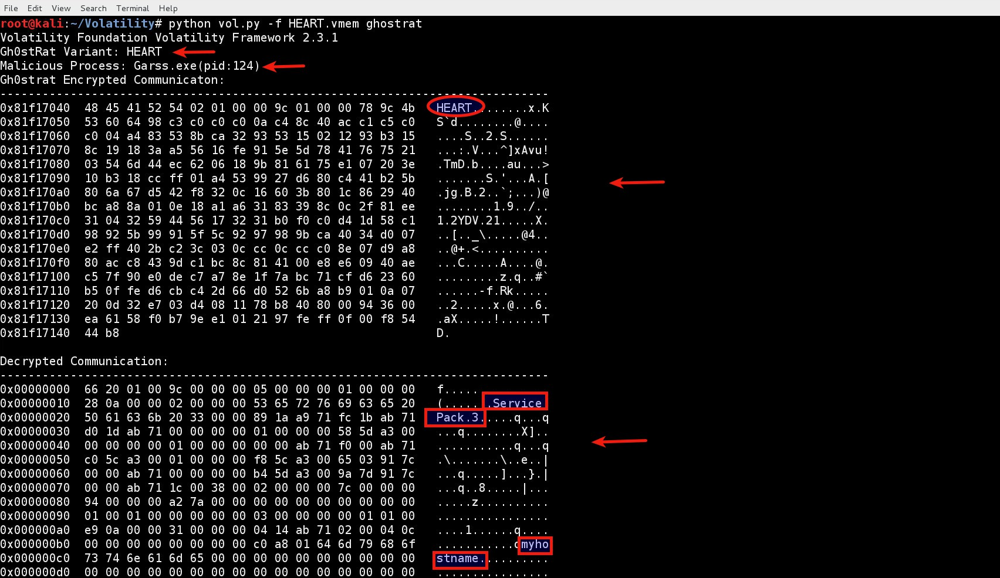 File Edit View Search Terminal Help
root@kali:~/Volatility# python vol.py -f HEART.vmem ghostrat
Volatility Foundation Volatility Framework 2.3.1
Gh0stRat Variant: HEART
Malicious Process: Garss.exe(pid:124)
Gh0strat Encrypted Communicaton:
------------------------------------------------------------------------------
0x81f17040  48 45 41 52 54 02 01 00 00 9c 01 00 00 78 9c 4b   HEART........x.K
0x81f17050  53 60 64 98 c3 c0 c0 c0 0a c4 8c 40 ac c1 c5 c0   S`d........@....
0x81f17060  c0 04 a4 83 53 8b ca 32 93 53 15 02 12 93 b3 15   ....S..2.S......
0x81f17070  8c 19 18 3a a5 56 16 fe 91 5e 5d 78 41 76 75 21   ...:.V...^]xAvu!
0x81f17080  03 54 6d 44 ec 62 06 18 9b 81 61 75 e1 07 20 3e   .TmD.b....au...>
0x81f17090  10 b3 18 cc ff 01 a4 53 99 27 d6 80 c4 41 b2 5b   .......S.'...A.[
0x81f170a0  80 6a 67 d5 42 f8 32 0c 16 60 3b 80 1c 86 29 40   .jg.B.2..`;...)@
0x81f170b0  bc a8 8a 01 0e 18 a1 a6 31 83 39 8c 0c 2f 81 ee   ........1.9../..
0x81f170c0  31 04 32 59 44 56 17 32 31 b0 f0 c0 d4 1d 58 c1   1.2YDV.21.....X.
0x81f170d0  98 92 5b 99 91 5f 5c 92 97 98 9b ca 40 34 d0 07   ..[.._\.....@4..
0x81f170e0  e2 ff 40 2b c2 3c 03 0c cc 0c cc c0 8e 07 d9 a8   ..@+.<..........
0x81f170f0  80 ac c8 43 9d c1 bc 8c 81 41 00 e8 e6 09 40 ae   ...C.....A....@.
0x81f17100  c5 7f 90 e0 de c7 a7 8e 1f 7a bc 71 cf d6 23 60   .........z.q..#`
0x81f17110  b5 0f fe d6 cb c4 2d 66 d0 52 6b a8 b9 01 0a 07   ......-f.Rk.....
0x81f17120  20 0d 32 e7 03 d4 08 11 78 b8 40 80 00 94 36 00   ..2.....x.@...6.
0x81f17130  ea 61 58 f0 b7 9e e1 01 21 97 fe ff 0f 00 f8 54   .aX.....!......T
0x81f17140  44 b8   D.
Decrypted Communication:
------------------------------------------------------------------------------
0x00000000  66 20 01 00 9c 00 00 00 05 00 00 00 01 00 00 00   f.....
0x00000010  28 0a 00 00 02 00 00 00 53 65 72 76 69 63 65 20   (.......Service
0x00000020  50 61 63 6b 20 33 00 00 89 1a a9 71 fc 1b ab 71   Pack.3.....q...q
0x00000030  d0 1d ab 71 00 00 00 00 01 00 00 00 58 5d a3 00   ...q........X]..
0x00000040  00 00 00 00 01 00 00 00 00 00 ab 71 f0 00 ab 71   ...........q...q
0x00000050  c0 5c a3 00 01 00 00 00 f8 5c a3 00 65 03 91 7c   .\.......\..e..|
0x00000060  00 00 ab 71 00 00 00 00 b4 5d a3 00 9a 7d 91 7c   ...q.....]...}.|
0x00000070  00 00 ab 71 1c 00 38 00 02 00 00 00 7c 00 00 00   ...q..8.....|...
0x00000080  94 00 00 00 a2 7a 00 00 00 00 00 00 00 00 00 00   .....z..........
0x00000090  01 00 01 00 00 00 00 00 03 00 00 00 00 01 01 00   ................
0x000000a0  e9 0a 00 00 31 00 00 00 04 14 ab 71 02 00 04 0c   ....1......q....
0x000000b0  00 00 00 00 00 00 00 00 c0 a8 01 64 6d 79 68 6f   ...........dmyho
0x000000c0  73 74 6e 61 6d 65 00 00 00 00 00 00 00 00 00 00   stname..........
0x000000d0  00 00 00 00 00 00 00 00 00 00 00 00 00 00 00 00   ................